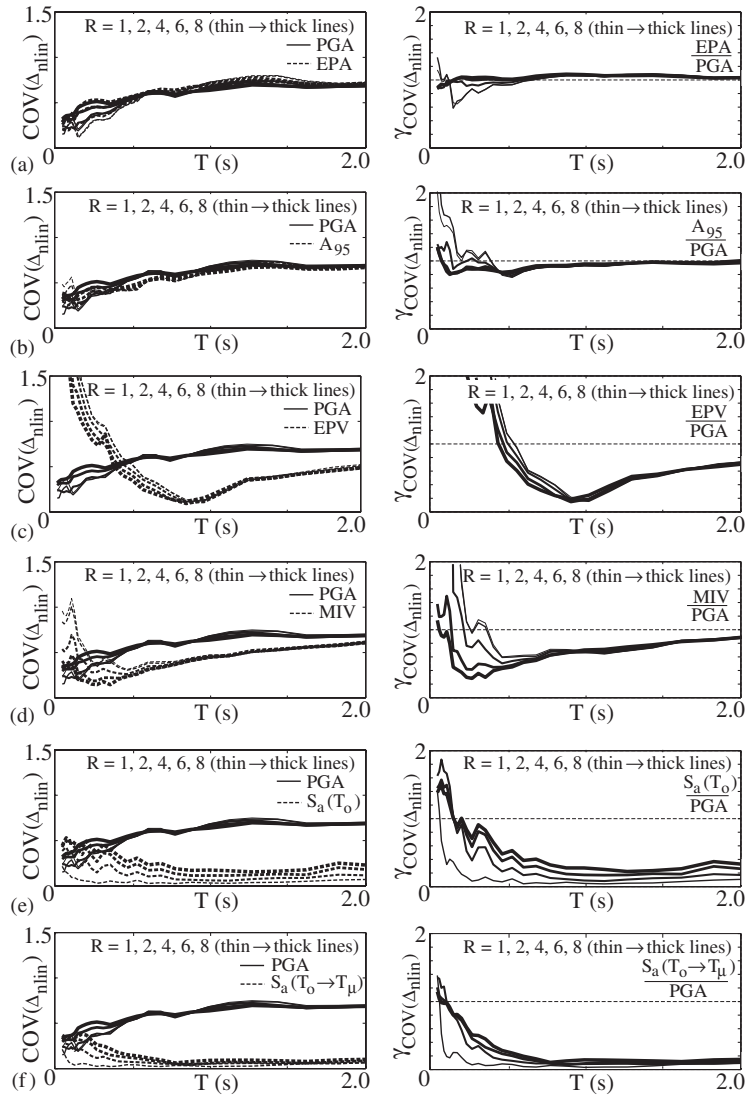 1.5
R = 1, 2, 4, 6, 8 (thin→thick lines)
PGA
EPA
COV(Δnlin)
0
T (s)
2.0
(a)
2
R = 1, 2, 4, 6, 8 (thin→thick lines)
EPA
PGA
γCOV(Δnlin)
0
T (s)
2.0
1.5
R = 1, 2, 4, 6, 8 (thin→thick lines)
PGA
A95
COV(Δnlin)
0
T (s)
2.0
(b)
2
R = 1, 2, 4, 6, 8 (thin→thick lines)
A95
PGA
γCOV(Δnlin)
0
T (s)
2.0
1.5
R = 1, 2, 4, 6, 8 (thin→thick lines)
PGA
EPV
COV(Δnlin)
0
T (s)
2.0
(c)
2
R = 1, 2, 4, 6, 8 (thin→thick lines)
EPV
PGA
γCOV(Δnlin)
0
T (s)
2.0
1.5
R = 1, 2, 4, 6, 8 (thin→thick lines)
PGA
MIV
COV(Δnlin)
0
T (s)
2.0
(d)
2
R = 1, 2, 4, 6, 8 (thin→thick lines)
MIV
PGA
γCOV(Δnlin)
0
T (s)
2.0
1.5
R = 1, 2, 4, 6, 8 (thin→thick lines)
PGA
Sa(To)
COV(Δnlin)
0
T (s)
2.0
(e)
2
R = 1, 2, 4, 6, 8 (thin→thick lines)
Sa(To)
PGA
γCOV(Δnlin)
0
T (s)
2.0
1.5
R = 1, 2, 4, 6, 8 (thin→thick lines)
PGA
Sa(To→Tμ)
COV(Δnlin)
0
T (s)
2.0
(f)
2
R = 1, 2, 4, 6, 8 (thin→thick lines)
Sa(To→Tμ)
PGA
γCOV(Δnlin)
0
T (s)
2.0